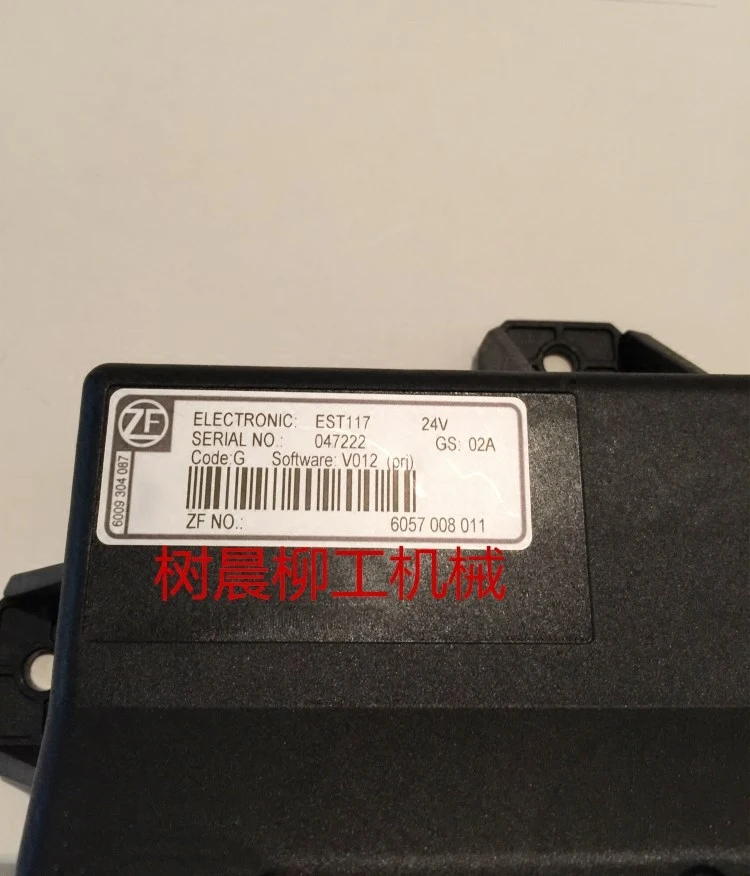 ZF
ELECTRONIC: EST117 24V
SERIAL NO.: 047222 GS: 02A
Code:G Software: V012 (pri)
ZF NO.: 6057 008 011
6009 304 087
树晨柳工机械